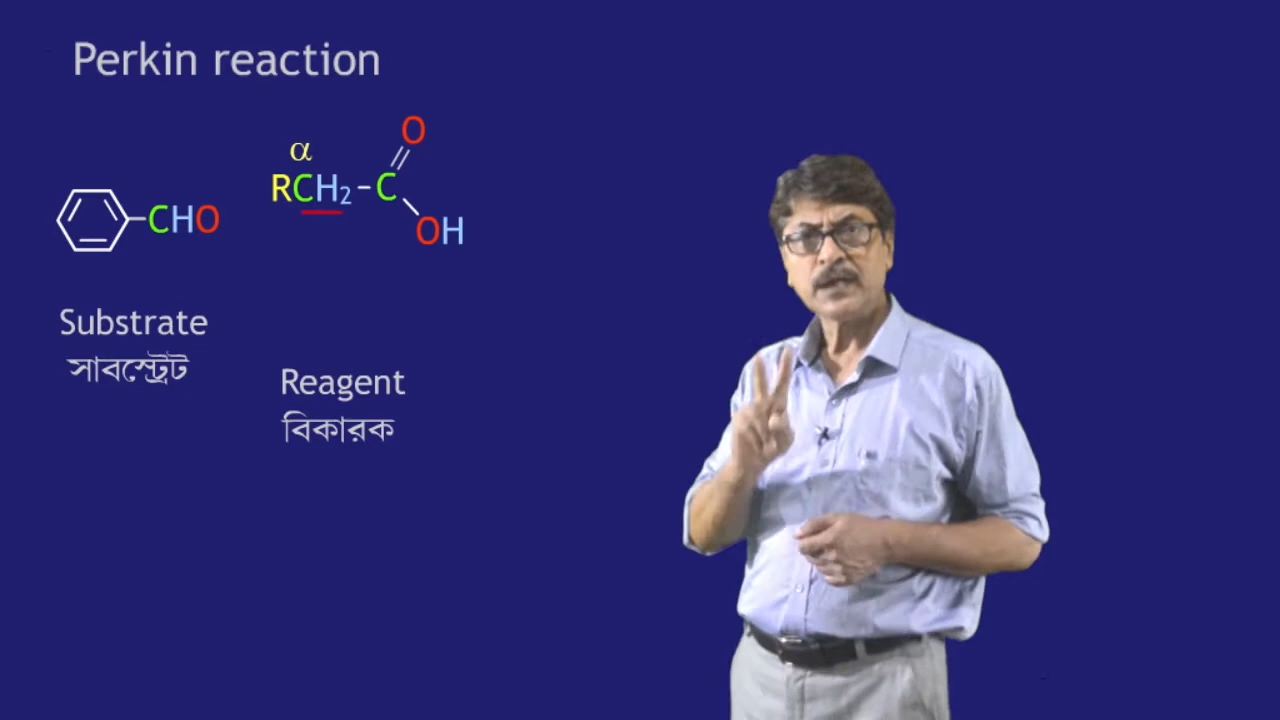 Perkin reaction
α
O
RCH₂-C
OH
CHO
Substrate
সাবস্ট্রেট
Reagent
বিকারক